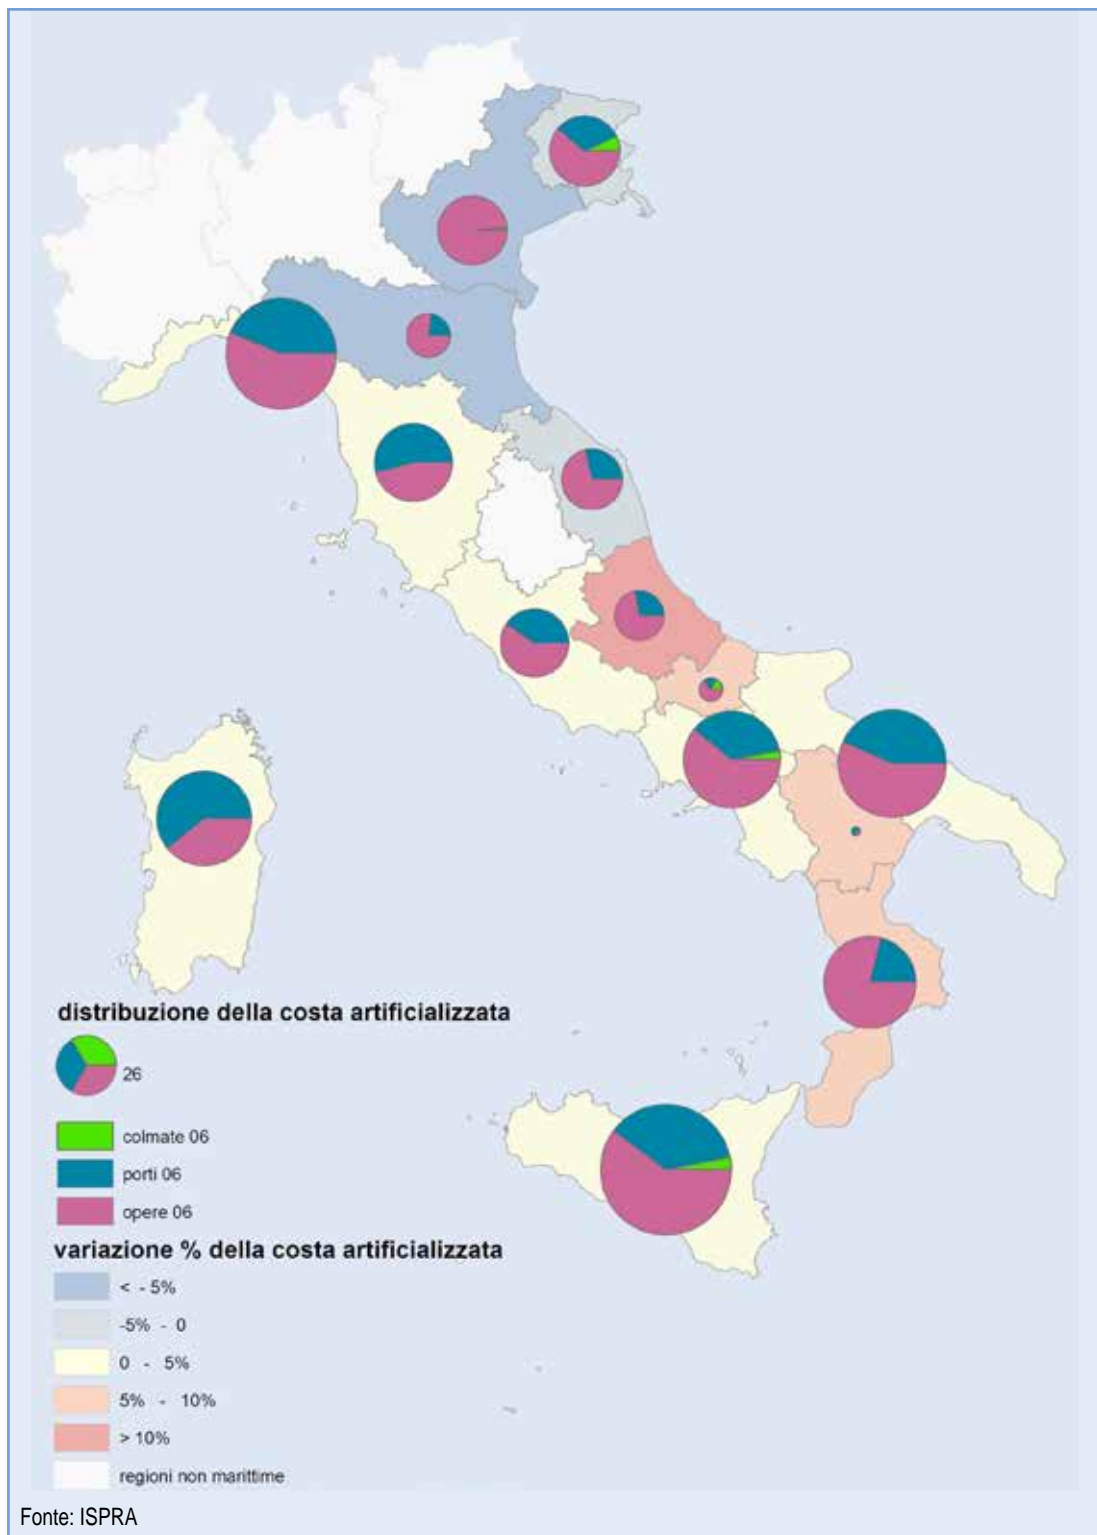 distribuzione della costa artificializzata
26
colmate 06
porti 06
opere 06
variazione % della costa artificializzata
< - 5%
-5% - 0
0 - 5%
5% - 10%
> 10%
regioni non marittime
Fonte: ISPRA